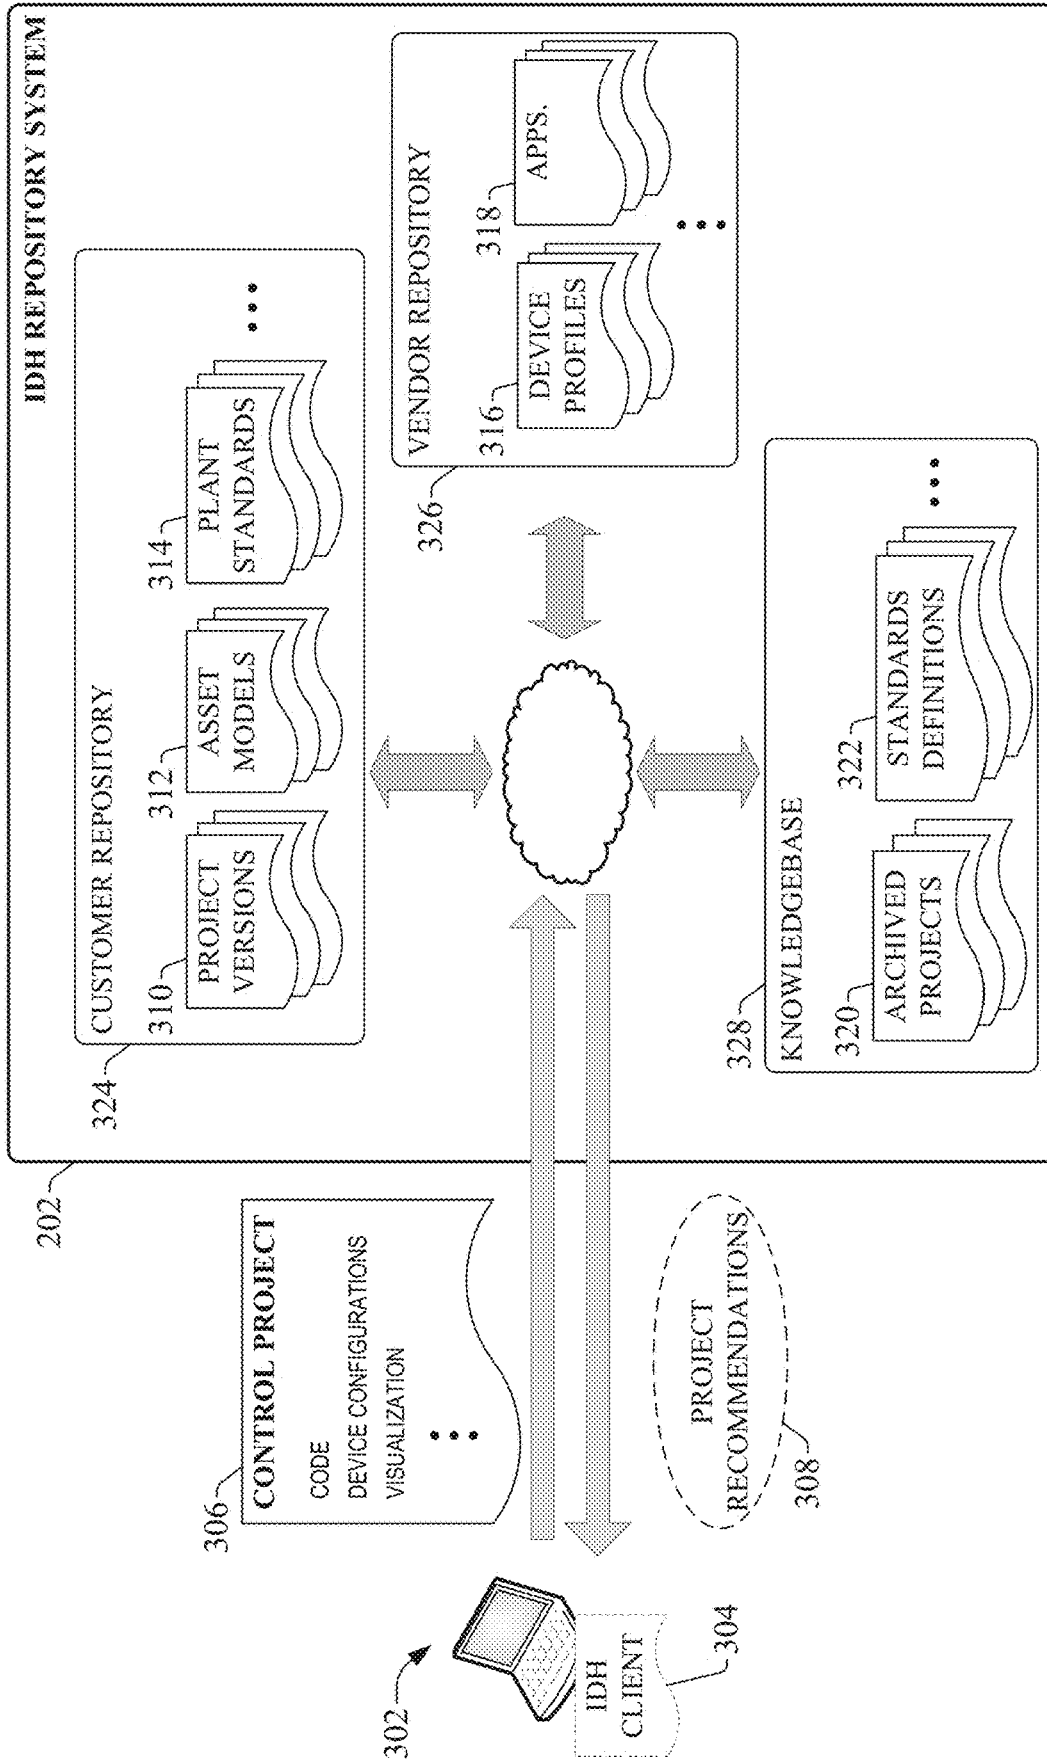 IDH REPOSITORY SYSTEM
202
CUSTOMER REPOSITORY
324
310
PROJECT
VERSIONS
312
ASSET
MODELS
314
PLANT
STANDARDS
VENDOR REPOSITORY
326
316
DEVICE
PROFILES
318
APPS.
KNOWLEDGEBASE
328
320
ARCHIVED
PROJECTS
322
STANDARDS
DEFINITIONS
306
CONTROL PROJECT
CODE
DEVICE CONFIGURATIONS
VISUALIZATION
PROJECT
RECOMMENDATIONS
308
302
IDH
CLIENT
304